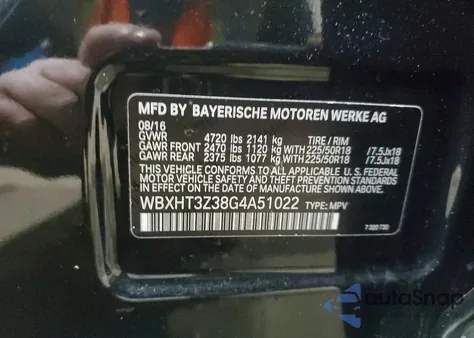 MFD BY BAYERISCHE MOTOREN WERKE AG
08/16
GVWR 4720 lbs 2141 kg TIRE / RIM
GAWR FRONT 2470 lbs 1120 kg 225/50R18 /7.5Jx18
GAWR REAR 2375 lbs 1077 kg 225/50R18 /7.5Jx18
THIS VEHICLE CONFORMS TO ALL APPLICABLE U.S. FEDERAL
MOTOR VEHICLE SAFETY AND THEFT PREVENTION STANDARDS
IN EFFECT ON THE DATE OF MANUFACTURE SHOWN ABOVE.
WBXHT3Z38G4A51022 TYPE: MPV
7 320 730
autoSnap